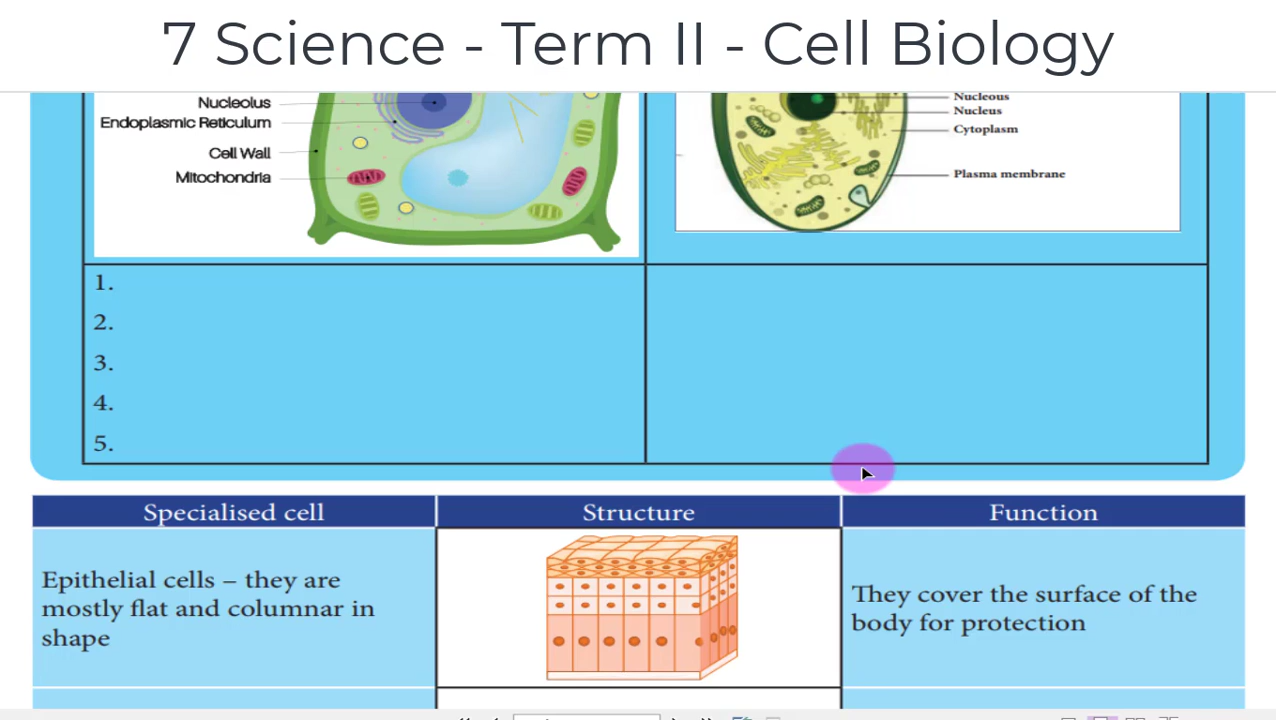 7 Science - Term II - Cell Biology
Nucleolus
Endoplasmic Reticulum
Cell Wall
Mitochondria
Nucleous
Nucleus
Cytoplasm
Plasma membrane
1.
2.
3.
4.
5.
Specialised cell
Structure
Function
Epithelial cells – they are
mostly flat and columnar in
shape
They cover the surface of the
body for protection